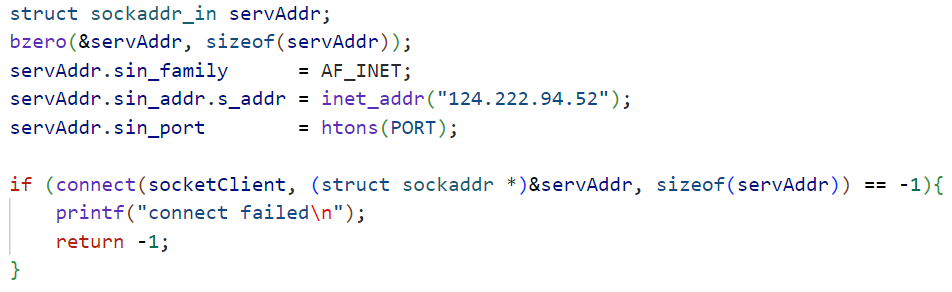 struct sockaddr_in servAddr;
bzero(&servAddr, sizeof(servAddr));
servAddr.sin_family      = AF_INET;
servAddr.sin_addr.s_addr = inet_addr("124.222.94.52");
servAddr.sin_port        = htons(PORT);
if (connect(socketClient, (struct sockaddr *)&servAddr, sizeof(servAddr)) == -1){
    printf("connect failed\n");
    return -1;
}